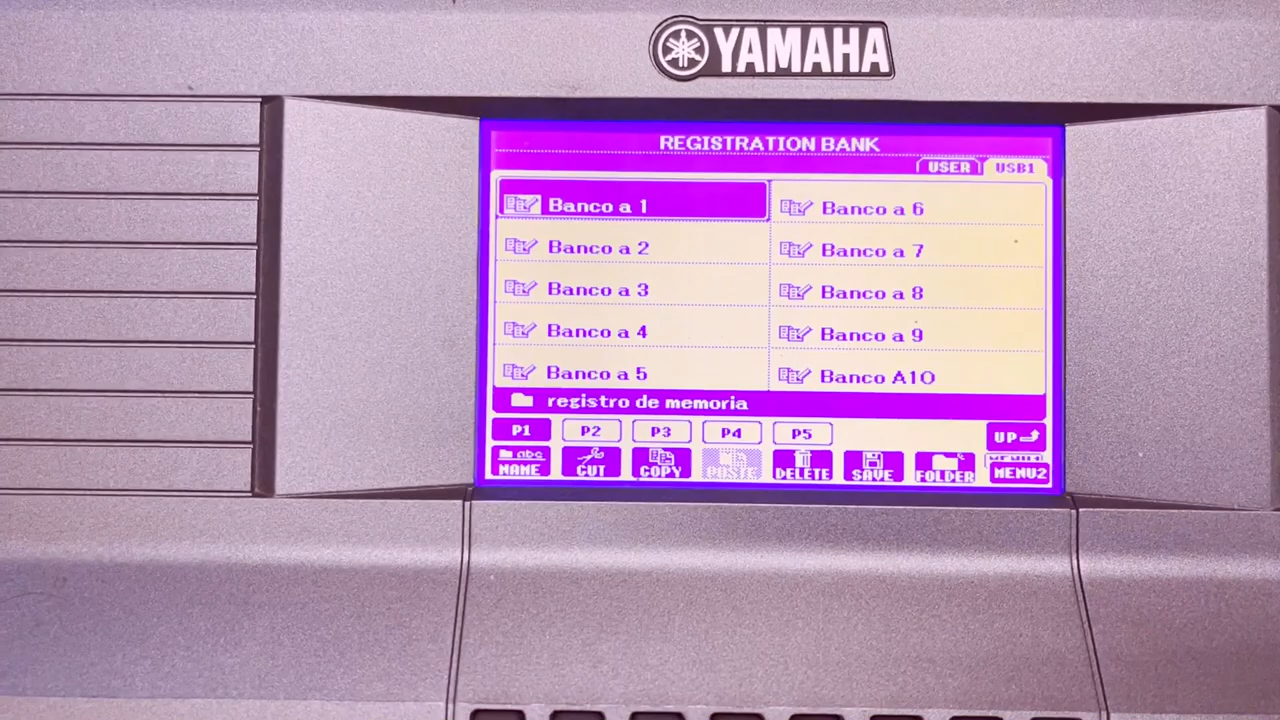 YAMAHA
REGISTRATION BANK
USER USB1
Banco a 1
Banco a 2
Banco a 3
Banco a 4
Banco a 5
Banco a 6
Banco a 7
Banco a 8
Banco a 9
Banco A10
registro de memoria
P1 P2 P3 P4 P5 UP
abc
NAME CUT COPY PASTE DELETE SAVE FOLDER MENU2